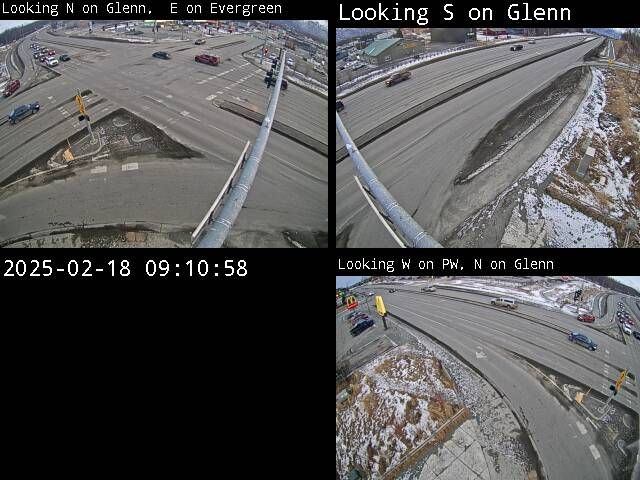 Looking N on Glenn,  E on Evergreen
Looking S on Glenn
2025-02-18 09:10:58
Looking W on PW, N on Glenn